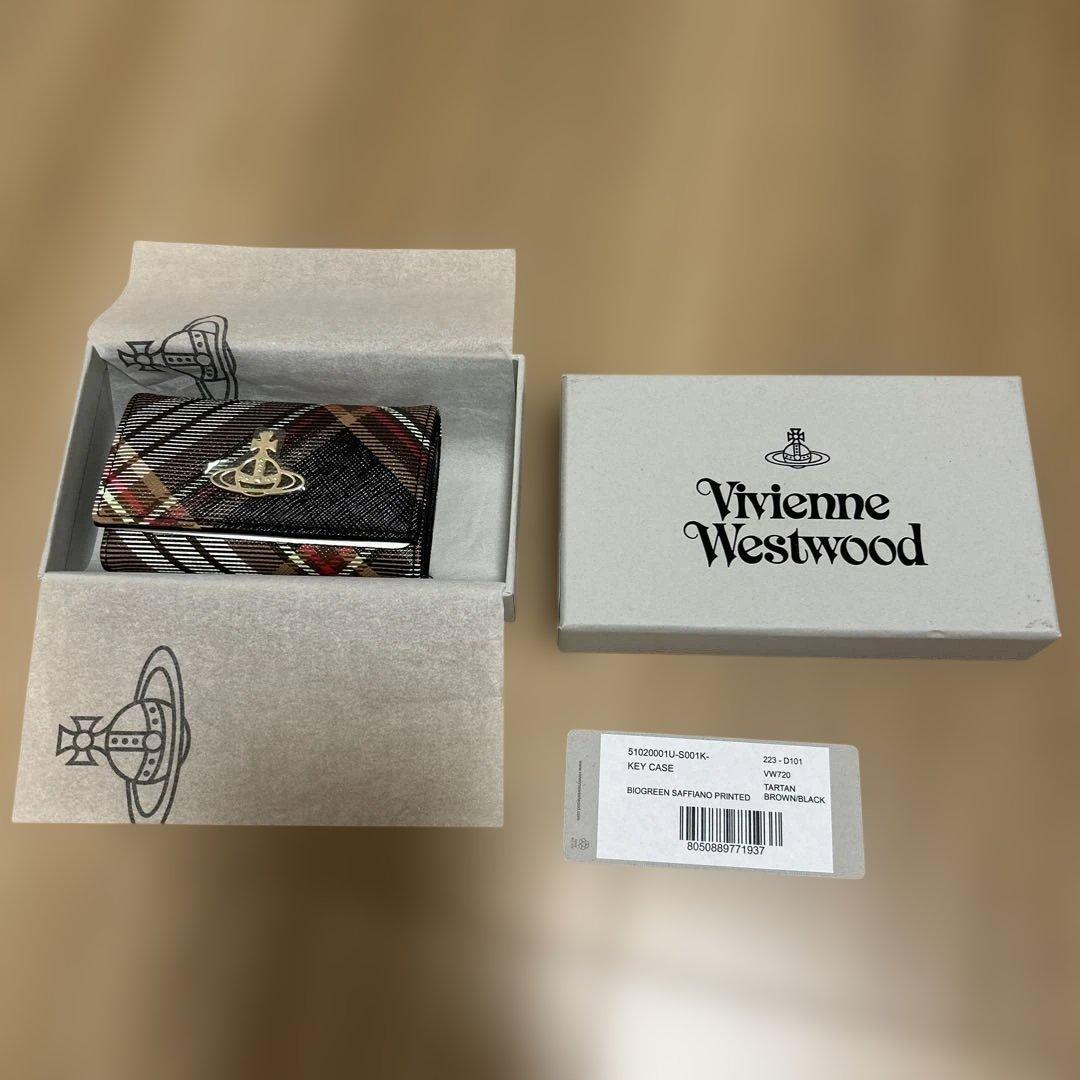 Vivienne
Westwood
51020001U-S001K-
KEY CASE
BIOGREEN SAFFIANO PRINTED
223 - D101
VW720
TARTAN
BROWN/BLACK
8050889771937